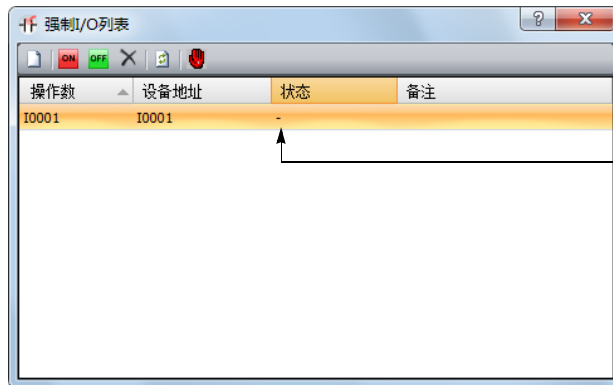 强制I/O列表
ON OFF
操作数 设备地址 状态 备注
I0001 I0001 -